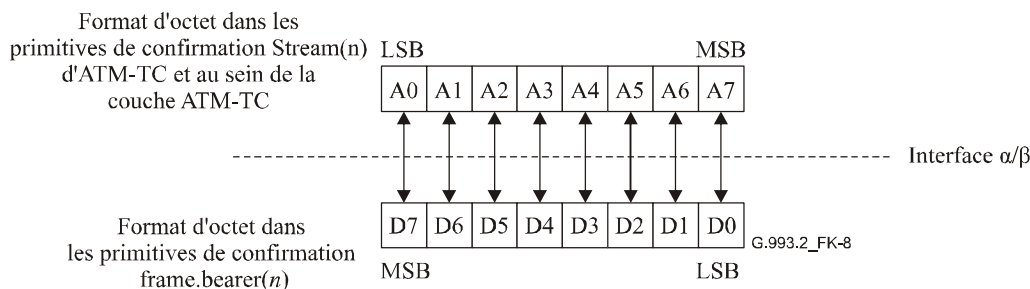 Format d'octet dans les
primitives de confirmation Stream(n)
d'ATM-TC et au sein de la
couche ATM-TC
LSB MSB
A0 A1 A2 A3 A4 A5 A6 A7
Interface α/β
Format d'octet dans
les primitives de confirmation
frame.bearer(n)
D7 D6 D5 D4 D3 D2 D1 D0
G.993.2_FK-8
MSB LSB